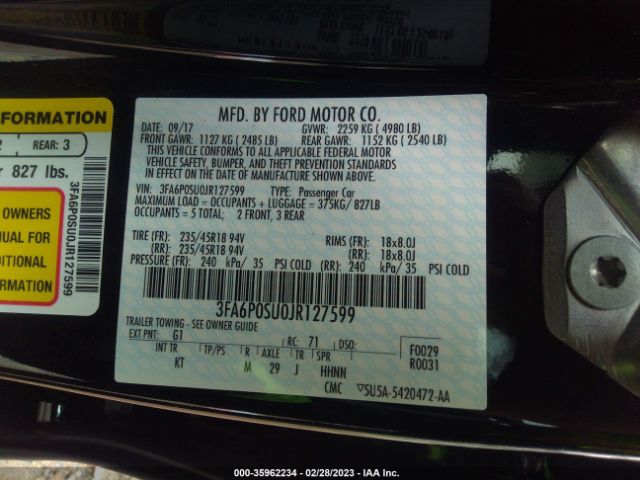 MFD. BY FORD MOTOR CO.
DATE: 09/17 GVWR: 2259 KG ( 4980 LB)
FRONT GAWR: 1127 KG ( 2485 LB) REAR GAWR: 1152 KG ( 2540 LB)
THIS VEHICLE CONFORMS TO ALL APPLICABLE FEDERAL MOTOR
VEHICLE SAFETY, BUMPER, AND THEFT PREVENTION STANDARDS
IN EFFECT ON THE DATE OF MANUFACTURE SHOWN ABOVE.
VIN: 3FA6P0SU0JR127599 TYPE: Passenger Car
MAXIMUM LOAD = OCCUPANTS + LUGGAGE = 375KG/ 827LB
OCCUPANTS = 5 TOTAL; 2 FRONT, 3 REAR
TIRE (FR): 235/45R18 94V RIMS (FR): 18x8.0J
(RR): 235/45R18 94V (RR): 18x8.0J
PRESSURE (FR): 240 kPa/ 35 PSI COLD (RR): 240 kPa/ 35 PSI COLD
3FA6P0SU0JR127599
TRAILER TOWING - SEE OWNER GUIDE
EXT PNT: G1 RC: 71 DSO: F0029
INT TR TP/PS R AXLE TR SPR R0031
KT M 29 J HHNN
CMC 5U5A-5420472-AA
FORMATION
2 REAR: 3
827 lbs.
OWNERS
NUAL FOR
DITIONAL
RMATION
3FA6P0SU0JR127599
000-35962234 - 02/28/2023 - IAA Inc.